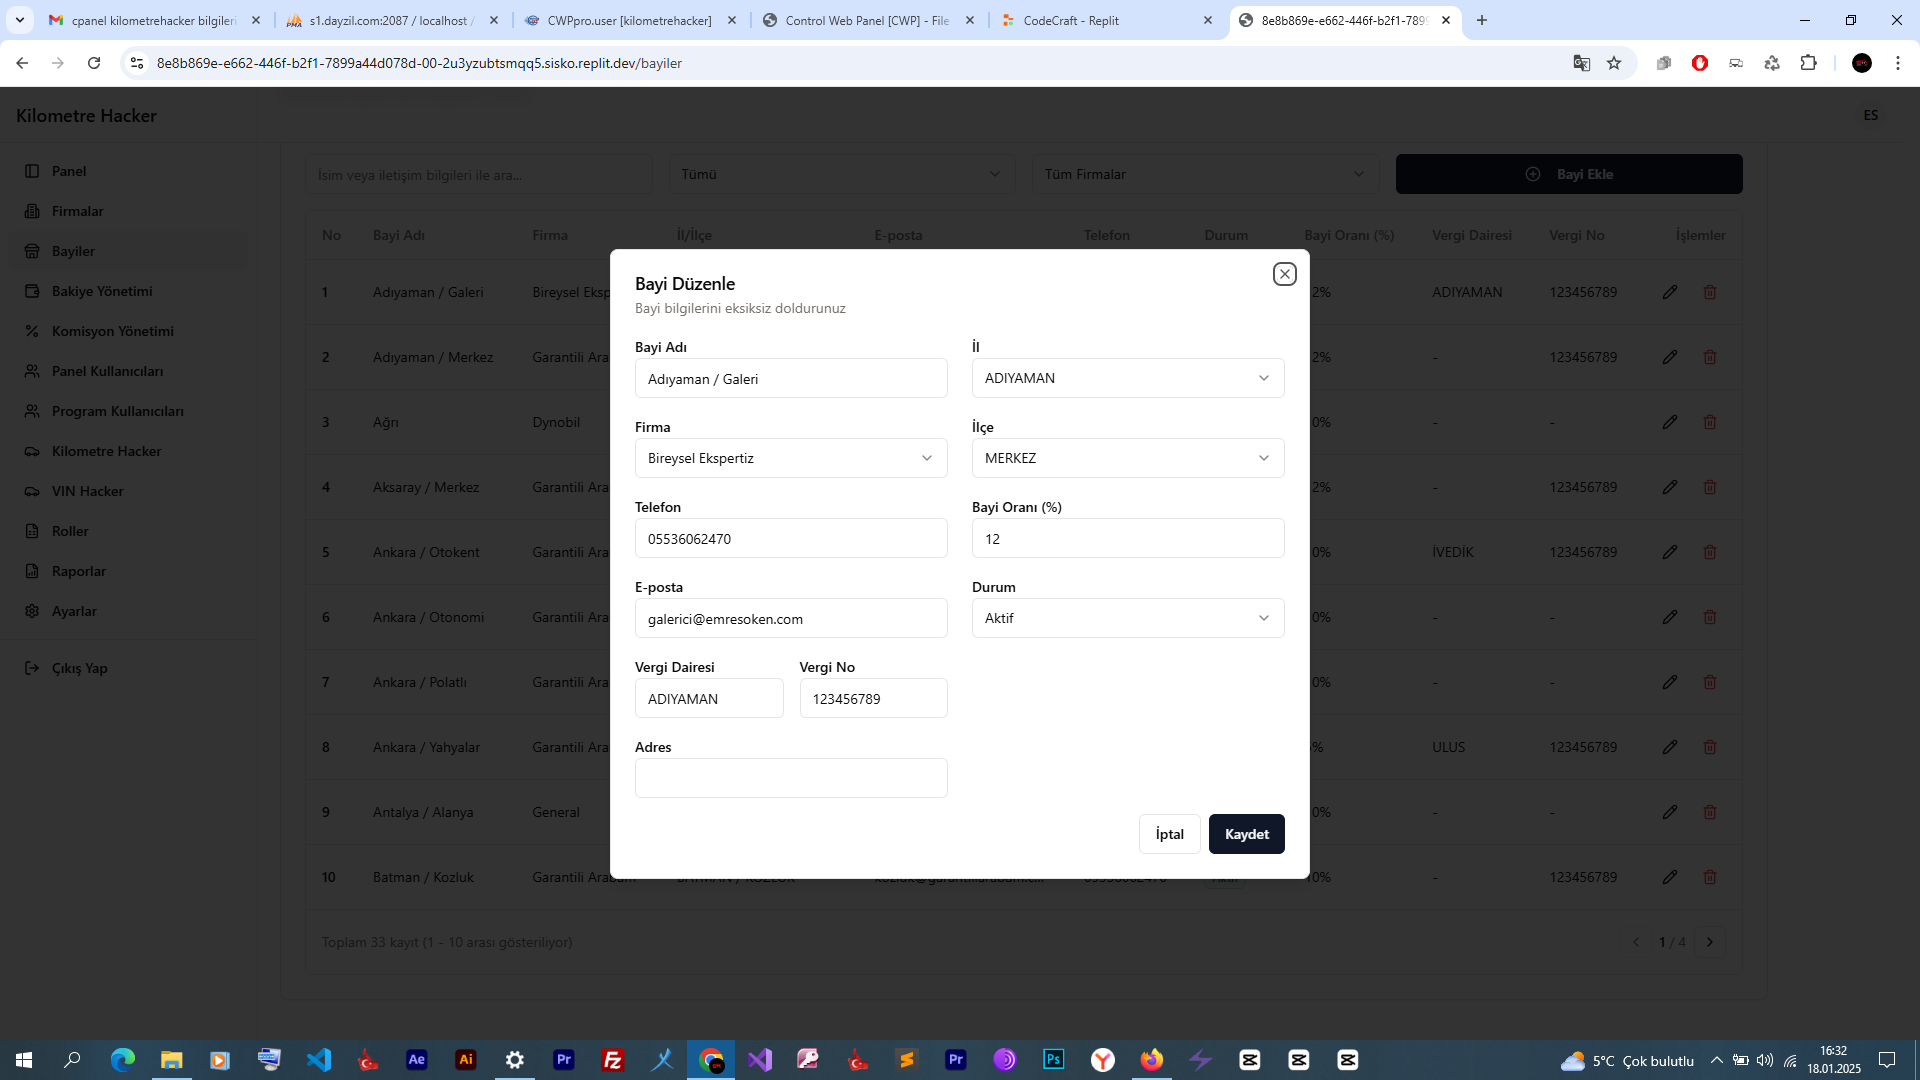 cpanel kilometrehacker bilgileri
s1.dayzil.com:2087 / localhost /
CWPpro.user [kilometrehacker]
Control Web Panel [CWP] - File
CodeCraft - Replit
8e8b869e-e662-446f-b2f1-7899
8e8b869e-e662-446f-b2f1-7899a44d078d-00-2u3yzubtsmqq5.sisko.replit.dev/bayiler
Kilometre Hacker
ES
Panel
Firmalar
Bayiler
Bakiye Yönetimi
Komisyon Yönetimi
Panel Kullanıcıları
Program Kullanıcıları
Kilometre Hacker
VIN Hacker
Roller
Raporlar
Ayarlar
Çıkış Yap
İsim veya iletişim bilgileri ile ara...
Tümü
Tüm Firmalar
Bayi Ekle
No Bayi Adı Firma İl/İlçe E-posta Telefon Durum Bayi Oranı (%) Vergi Dairesi Vergi No İşlemler
1 Adıyaman / Galeri Bireysel Eksp 2% ADIYAMAN 123456789
2 Adıyaman / Merkez Garantili Ara 2% - 123456789
3 Ağrı Dynobil 0% - -
4 Aksaray / Merkez Garantili Ara 2% - 123456789
5 Ankara / Otokent Garantili Ara 0% İVEDİK 123456789
6 Ankara / Otonomi Garantili Ara 0% - -
7 Ankara / Polatlı Garantili Ara 0% - -
8 Ankara / Yahyalar Garantili Ara % ULUS 123456789
9 Antalya / Alanya General 0% - -
10 Batman / Kozluk Garantili Arabam BATMAN / KOZLUK 10% - 123456789
Toplam 33 kayıt (1 - 10 arası gösteriliyor)
1 / 4
Bayi Düzenle
Bayi bilgilerini eksiksiz doldurunuz
Bayi Adı
Adıyaman / Galeri
İl
ADIYAMAN
Firma
Bireysel Ekspertiz
İlçe
MERKEZ
Telefon
05536062470
Bayi Oranı (%)
12
E-posta
galerici@emresoken.com
Durum
Aktif
Vergi Dairesi
ADIYAMAN
Vergi No
123456789
Adres
İptal
Kaydet
5°C Çok bulutlu
16:32
18.01.2025